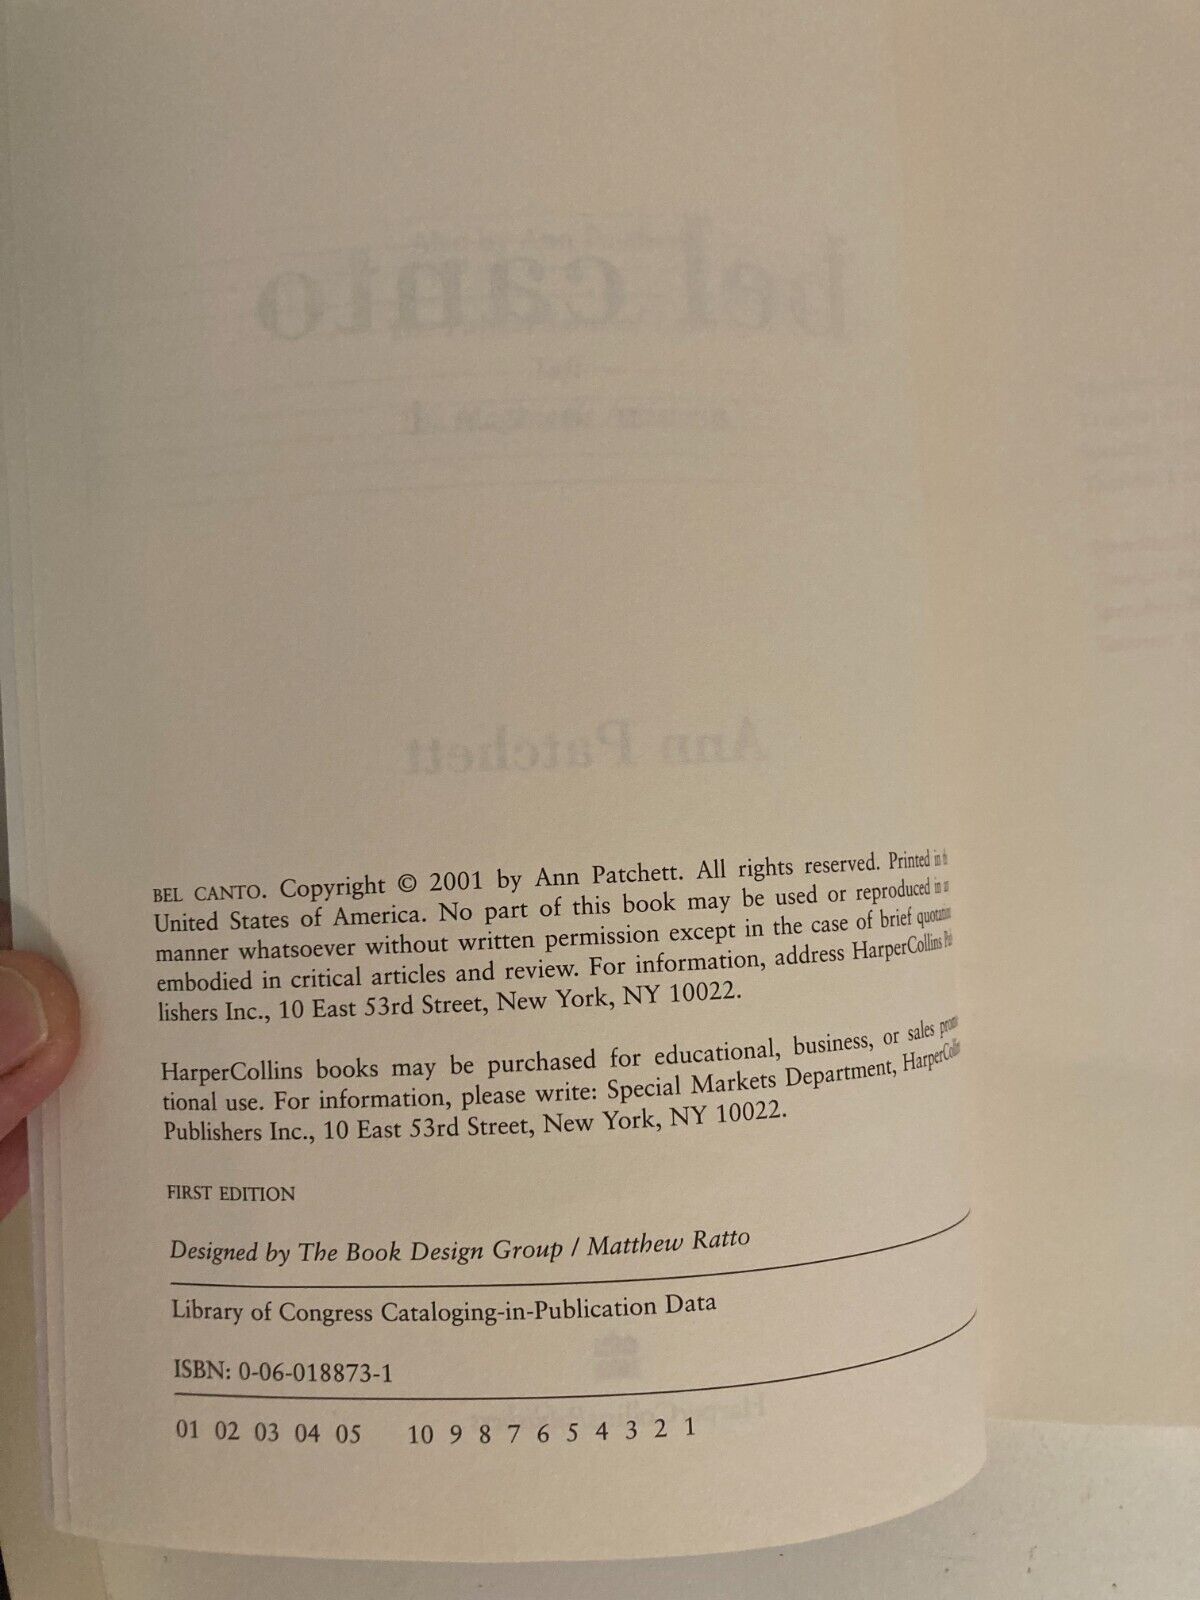 bel canto
Ann Patchett
BEL CANTO. Copyright © 2001 by Ann Patchett. All rights reserved. Printed in
United States of America. No part of this book may be used or reproduced in
manner whatsoever without written permission except in the case of brief
embodied in critical articles and review. For information, address HarperCollins
lishers Inc., 10 East 53rd Street, New York, NY 10022.
HarperCollins books may be purchased for educational, business, or sales
tional use. For information, please write: Special Markets Department,
Publishers Inc., 10 East 53rd Street, New York, NY 10022.
FIRST EDITION
Designed by The Book Design Group / Matthew Ratto
Library of Congress Cataloging-in-Publication Data
ISBN: 0-06-018873-1
01 02 03 04 05 10 9 8 7 6 5 4 3 2 1